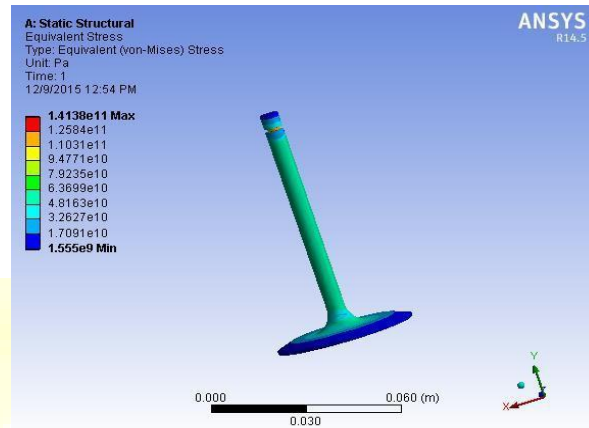 A: Static Structural
Equivalent Stress
Type: Equivalent (von-Mises) Stress
Unit: Pa
Time: 1
12/9/2015 12:54 PM
ANSYS
R14.5
1.4138e11 Max
1.2584e11
1.1031e11
9.4771e10
7.9235e10
6.3699e10
4.8163e10
3.2627e10
1.7091e10
1.555e9 Min
0.000
0.060 (m)
0.030
Y
X